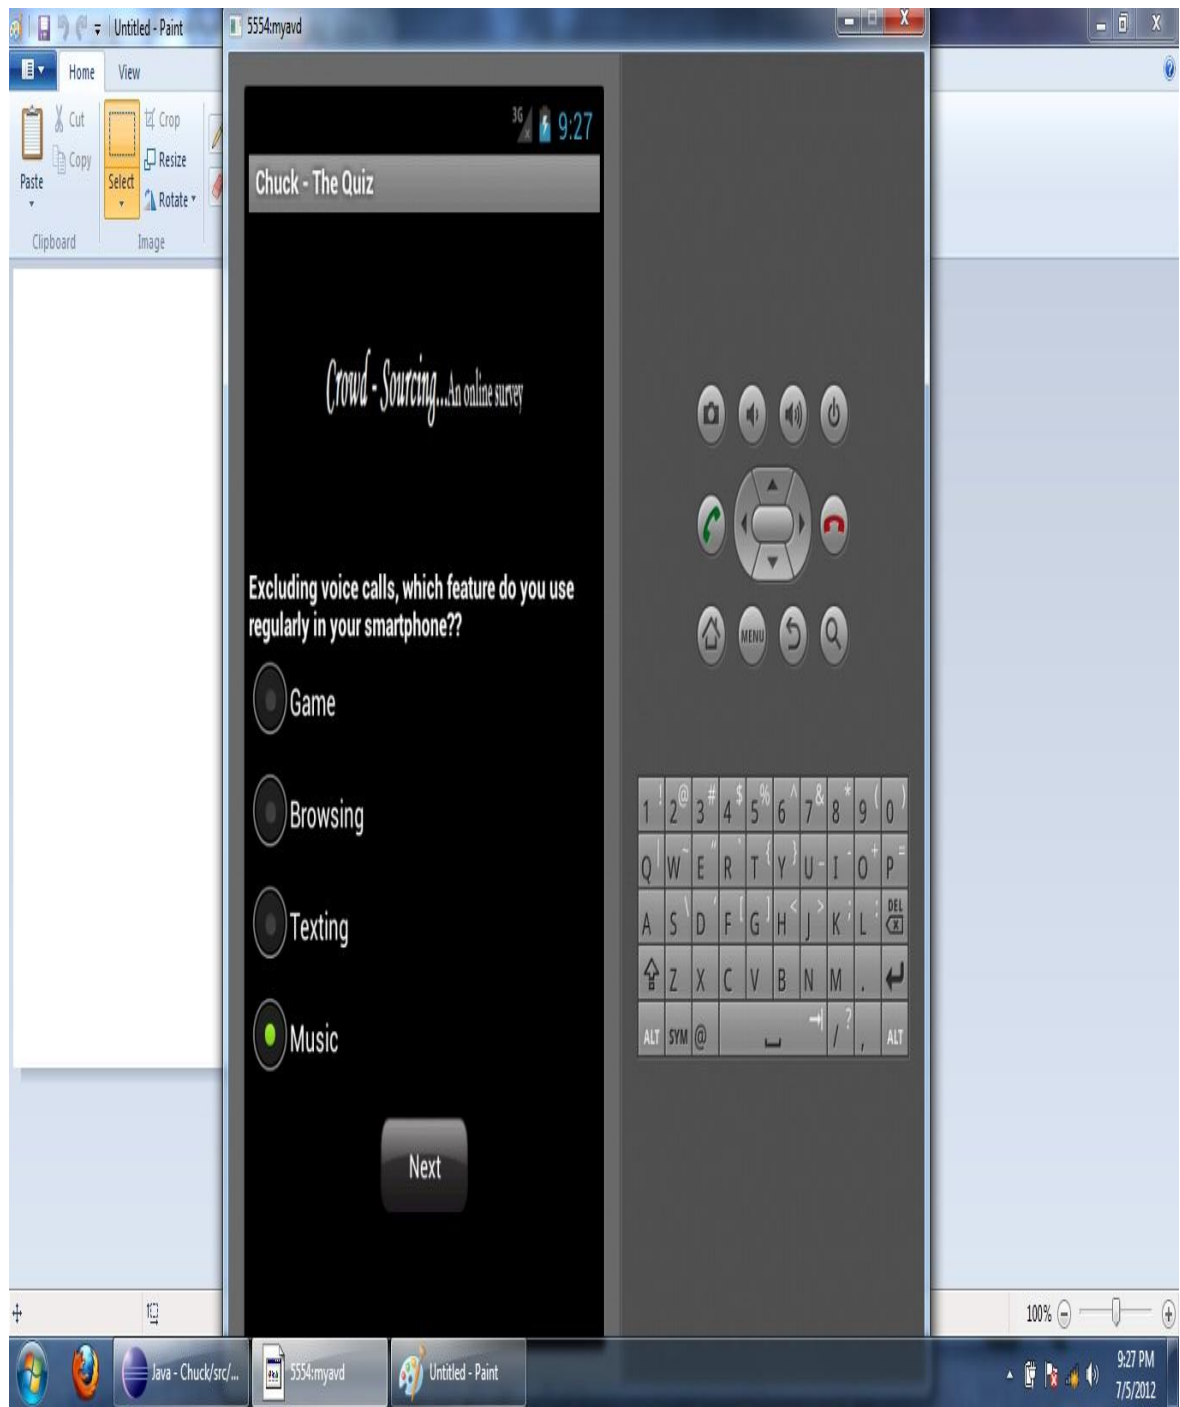 Untitled - Paint
5554:myavd
Home View
Cut
Copy
Paste
Clipboard
Select
Crop
Resize
Rotate
Image
3G 9:27
Chuck - The Quiz
Crowd - Sourcing...An online survey
Excluding voice calls, which feature do you use
regularly in your smartphone??
Game
Browsing
Texting
Music
Next
MENU
1 ! 2 @ 3 # 4 $ 5 % 6 ^ 7 & 8 * 9 ( 0 )
Q | W ~ E " R ` T { Y } U _ I - O + P =
A S \ D ' F [ G ] H < J > K ; L : DEL
Z X C V B N M .
ALT SYM @ / ? , ALT
100%
Java - Chuck/src/...
5554:myavd
Untitled - Paint
9:27 PM
7/5/2012